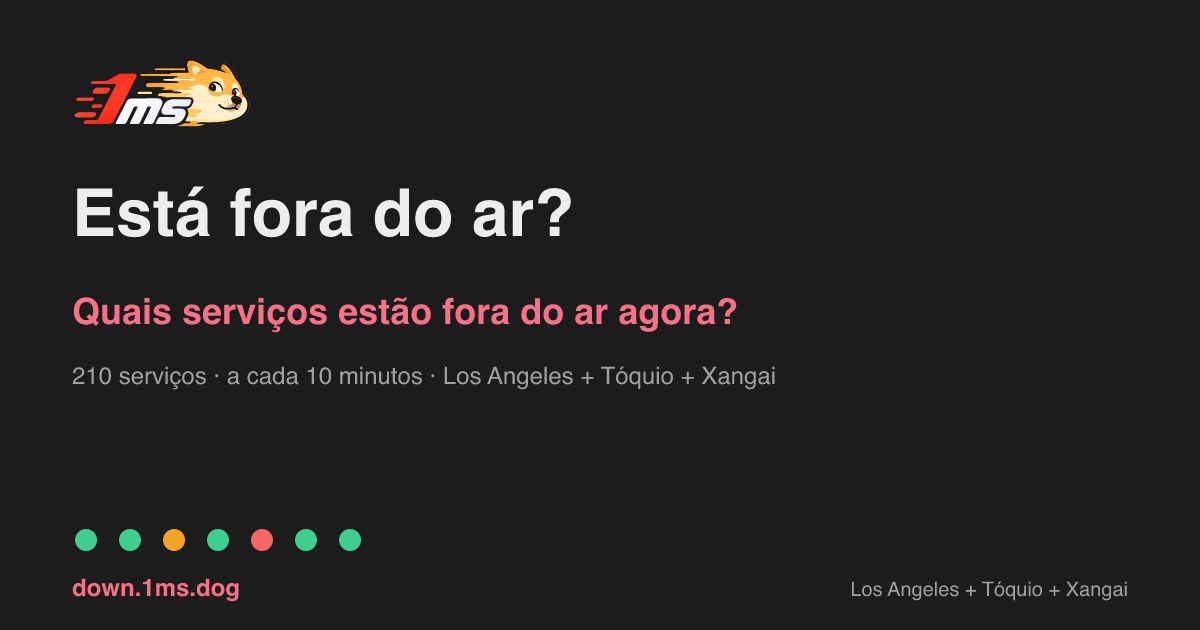 1ms
Está fora do ar?
Quais serviços estão fora do ar agora?
210 serviços · a cada 10 minutos · Los Angeles + Tóquio + Xangai
down.1ms.dog
Los Angeles + Tóquio + Xangai